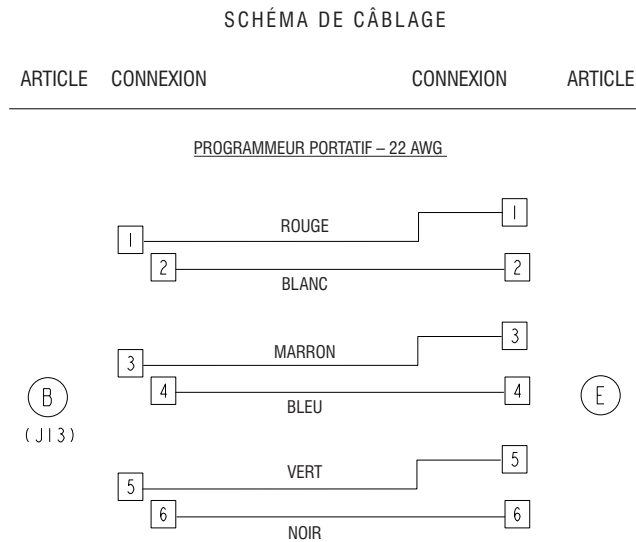 SCHÉMA DE CÂBLAGE
ARTICLE CONNEXION CONNEXION ARTICLE
PROGRAMMEUR PORTATIF – 22 AWG
ROUGE 1
1
2 2
BLANC
MARRON 3
3
4 4
B BLEU E
(J13)
VERT 5
5
6 6
NOIR